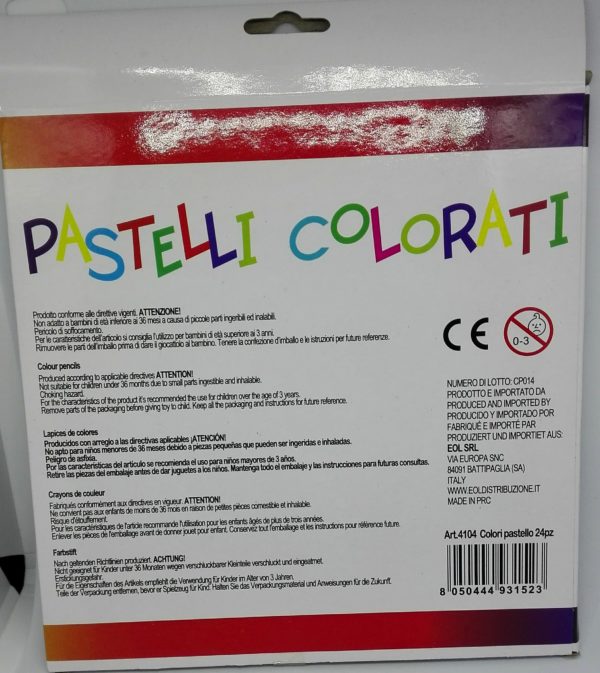 PASTELLI COLORATI
Prodotto conforme alle direttive vigenti. ATTENZIONE!
Non adatto a bambini di età inferiore ai 36 mesi a causa di piccole parti ingeribili ed inalabili.
Pericolo di soffocamento.
Per le caratteristiche dell'articolo si consiglia l'utilizzo per bambini di età superiore ai 3 anni.
Rimuovere le parti dell'imballo prima di dare il giocattolo al bambino. Tenere la confezione d'imballo e le istruzioni per future referenze.
Colour pencils
Produced according to applicable directives ATTENTION!
Not suitable for children under 36 months due to small parts ingestible and inhalable.
Choking hazard.
For the characteristics of the product it's recommended the use for children over the age of 3 years.
Remove parts of the packaging before giving toy to child. Keep all the packaging and instructions for future reference.
Lapices de colores
Producidos con arreglo a las directivas aplicables ¡ATENCIÓN!
No apto para niños menores de 36 meses debido a piezas pequeñas que pueden ser ingeridas e inhaladas.
Peligro de asfixia.
Por las características del artículo se recomienda el uso para niños mayores de 3 años.
Retire las piezas del embalaje antes de dar juguetes a los niños. Mantenga todo el embalaje y las instrucciones para futuras consultas.
Crayons de couleur
Fabriqués conformément aux directives en vigueur. ATTENTION!
Ne convient pas aux enfants de moins de 36 mois en raison de petites pièces comestible et inhalable.
Risque d'étouffement.
Pour les caractéristiques de l'article recommande l'utilisation pour les enfants âgés de plus de trois années.
Enlever les pièces de l'emballage avant de donner jouet pour enfant. Conservez tout l'emballage et les instructions pour référence future.
Farbstift
Nach geltenden Richtlinien produziert. ACHTUNG!
Nicht geeignet für Kinder unter 36 Monaten wegen verschluckbarer Kleinteile verschluckt und eingeatmet.
Erstickungsgefahr.
Für die Eigenschaften des Artikels empfiehlt die Verwendung für Kinder im Alter von 3 Jahren.
Teile der Verpackung entfernen, bevor er Spielzeug für Kind. Halten Sie das Verpackungsmaterial und Anweisungen für die Zukunft.
CE
0-3
NUMERO DI LOTTO: CP014
PRODOTTO E IMPORTATO DA
PRODUCED AND IMPORTED BY
PRODUCIDO Y IMPORTADO POR
FABRIQUÉ E IMPORTÉ PAR
PRODUZIERT UND IMPORTIET AUS:
EOL SRL
VIA EUROPA SNC
84091 BATTIPAGLIA (SA)
ITALY
WWW.EOLDISTRIBUZIONE.IT
MADE IN PRC
Art.4104 Colori pastello 24pz
8 050444 931523